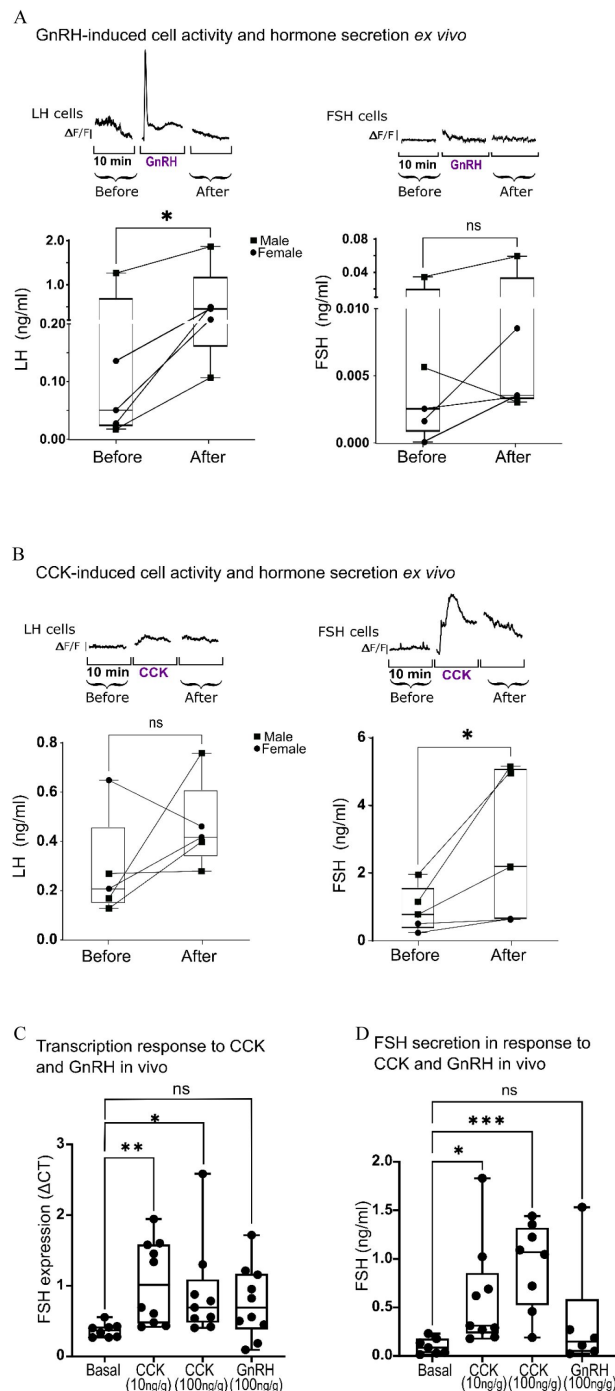 A
GnRH-induced cell activity and hormone secretion ex vivo
LH cells
ΔF/F
10 min
GnRH
Before
After
FSH cells
ΔF/F
10 min
GnRH
Before
After
*
Male
Female
2.0
1.0
0.20
0.10
0.00
LH (ng/ml)
Before
After
ns
0.08
0.04
0.010
0.005
0.000
FSH (ng/ml)
Before
After
B
CCK-induced cell activity and hormone secretion ex vivo
LH cells
ΔF/F
10 min
CCK
Before
After
FSH cells
ΔF/F
10 min
CCK
Before
After
ns
Male
Female
0.8
0.6
0.4
0.2
0.0
LH (ng/ml)
Before
After
*
6
4
2
0
FSH (ng/ml)
Before
After
C
Transcription response to CCK
and GnRH in vivo
ns
*
**
3
2
1
0
FSH expression (ΔCT)
Basal
CCK
(10ng/g)
CCK
(100ng/g)
GnRH
(100ng/g)
D
FSH secretion in response to
CCK and GnRH in vivo
ns
***
*
2.0
1.5
1.0
0.5
0.0
FSH (ng/ml)
Basal
CCK
(10ng/g)
CCK
(100ng/g)
GnRH
(100ng/g)